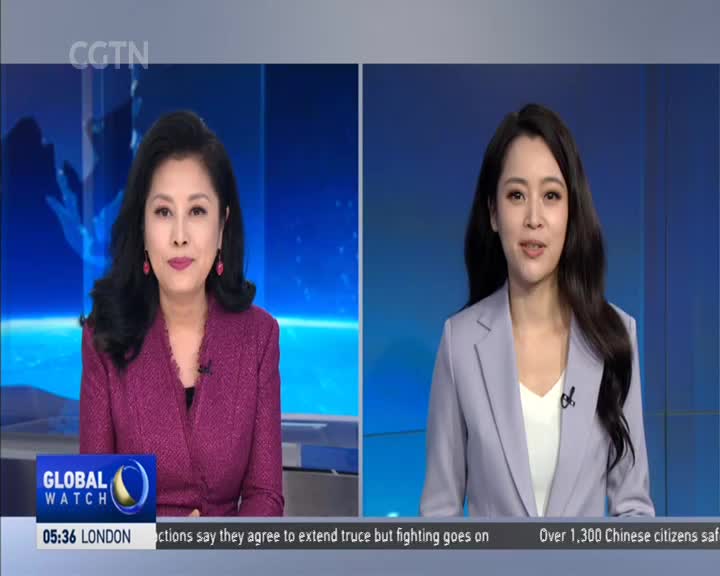 CGTN
GLOBAL
WATCH
05:36 LONDON
actions say they agree to extend truce but fighting goes on Over 1,300 Chinese citizens saf